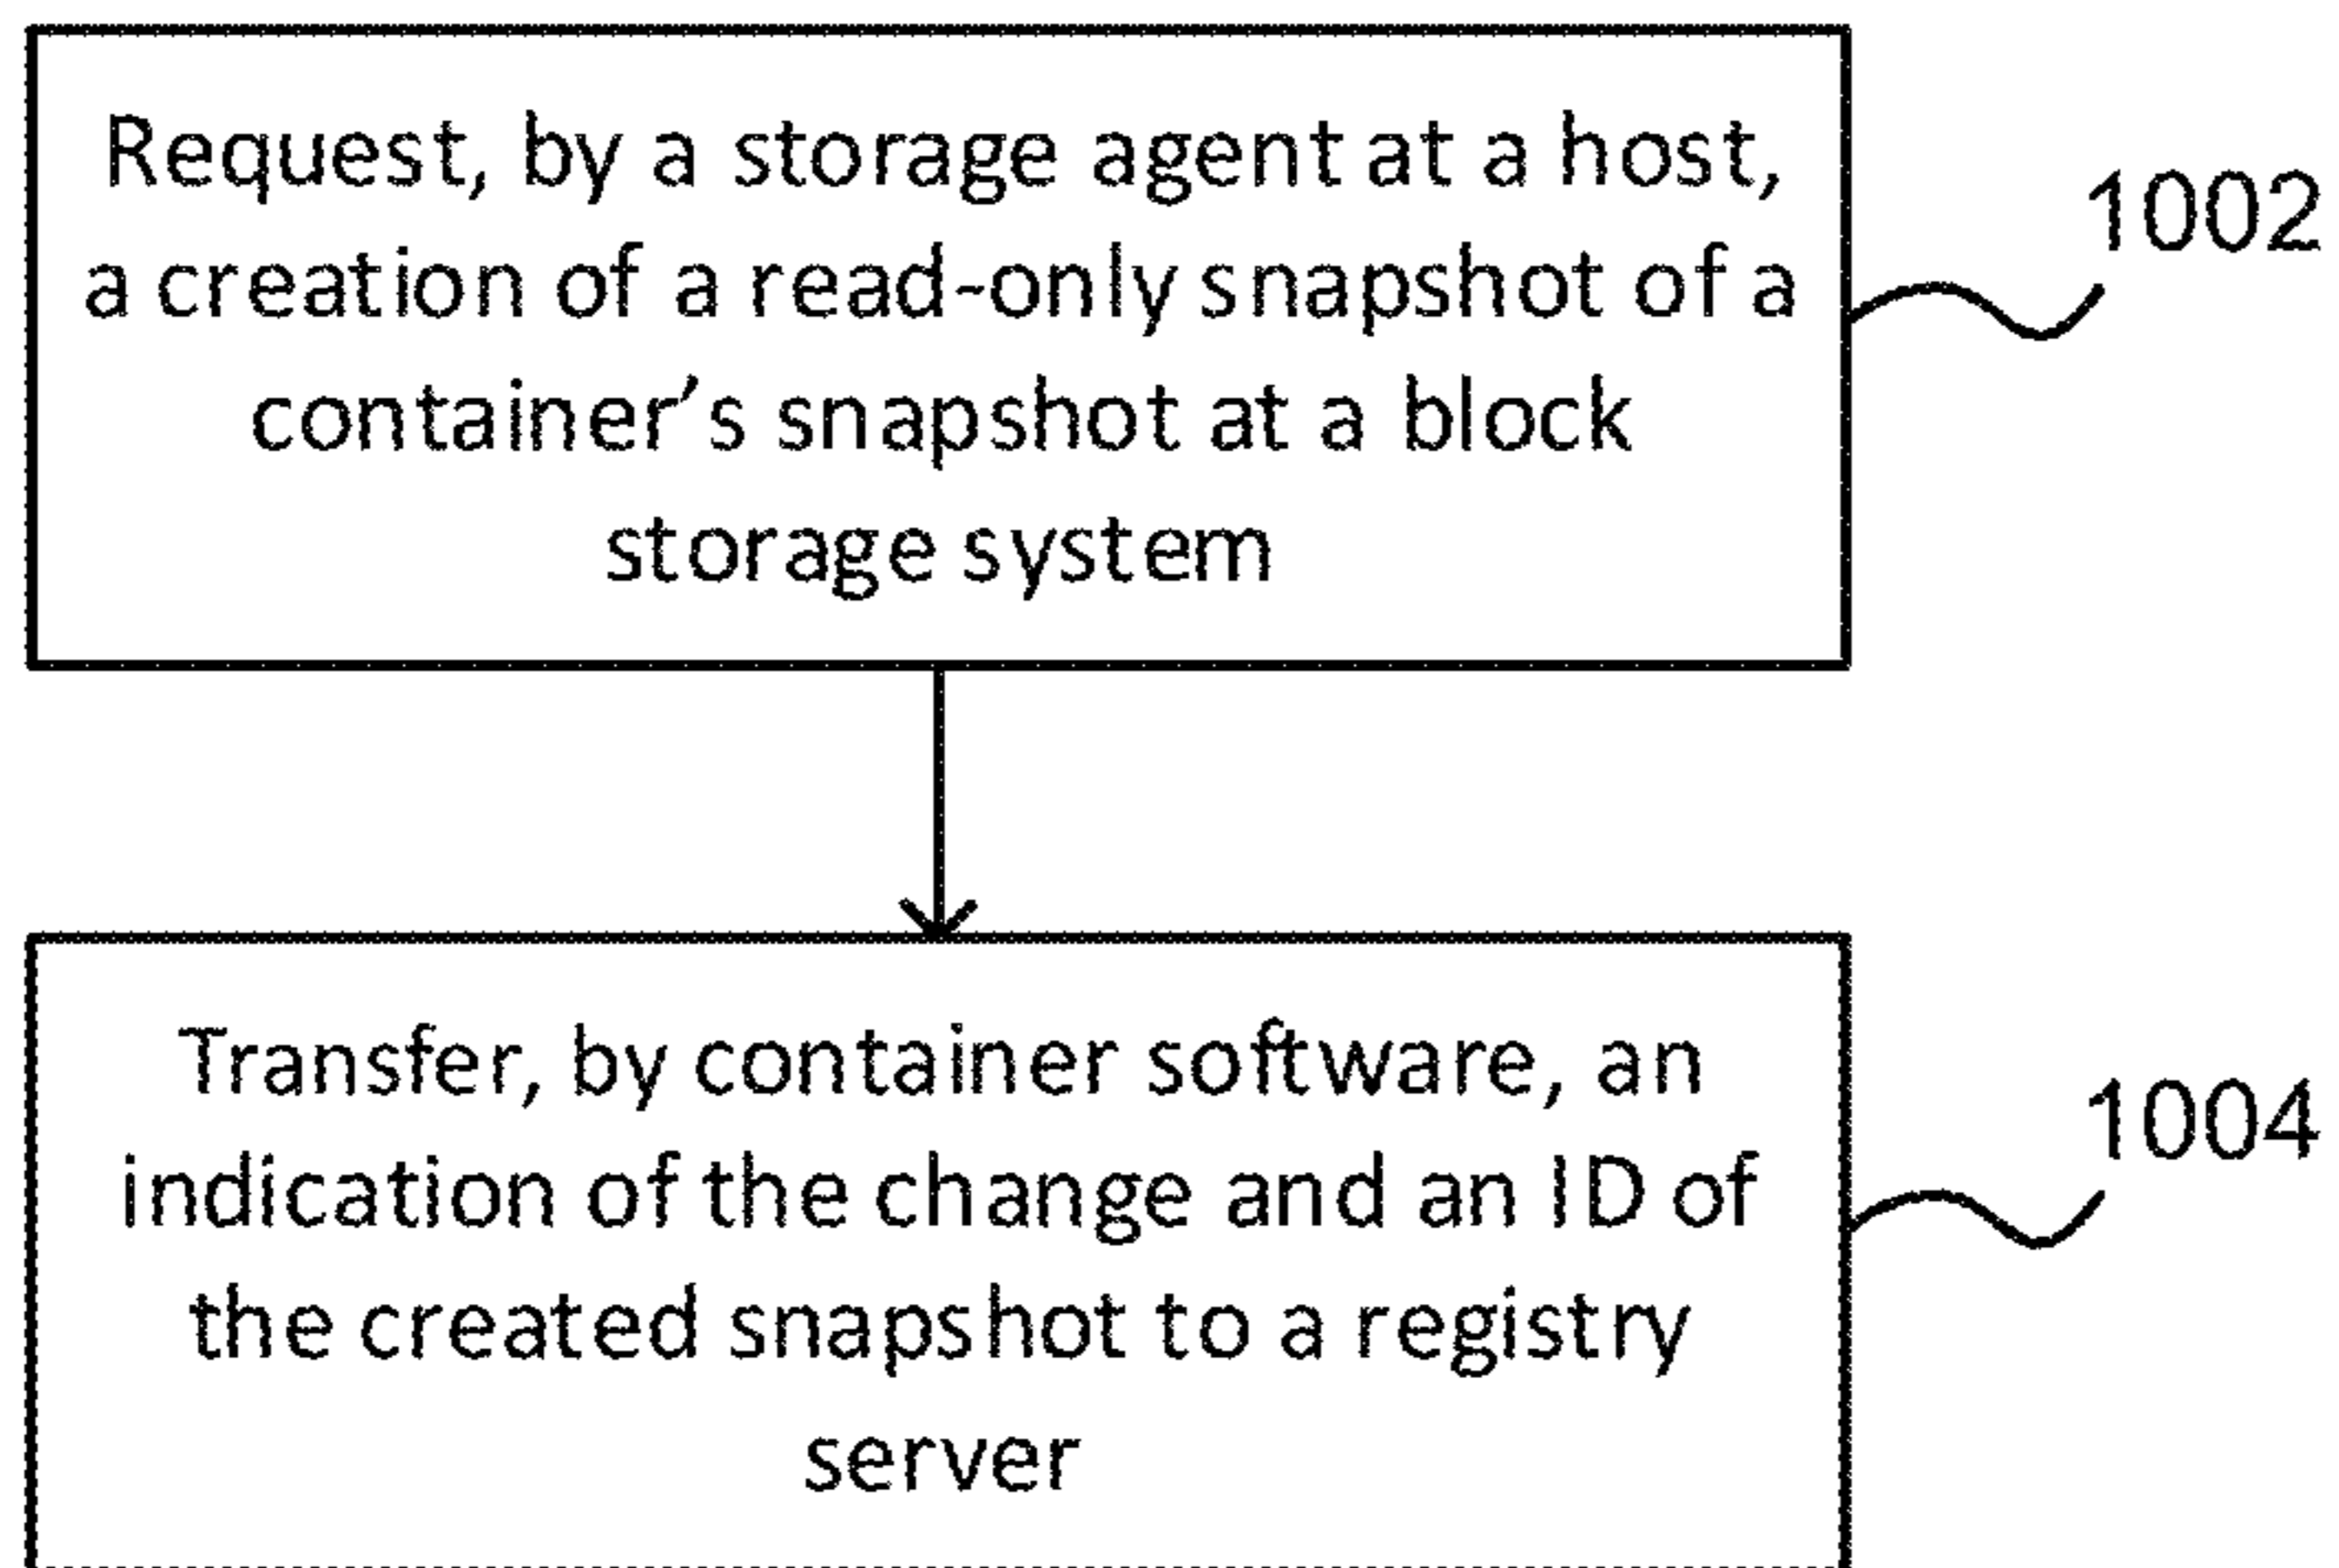 Request, by a storage agent at a host,
a creation of a read-only snapshot of a
container's snapshot at a block
storage system
1002
Transfer, by container software, an
indication of the change and an ID of
the created snapshot to a registry
server
1004